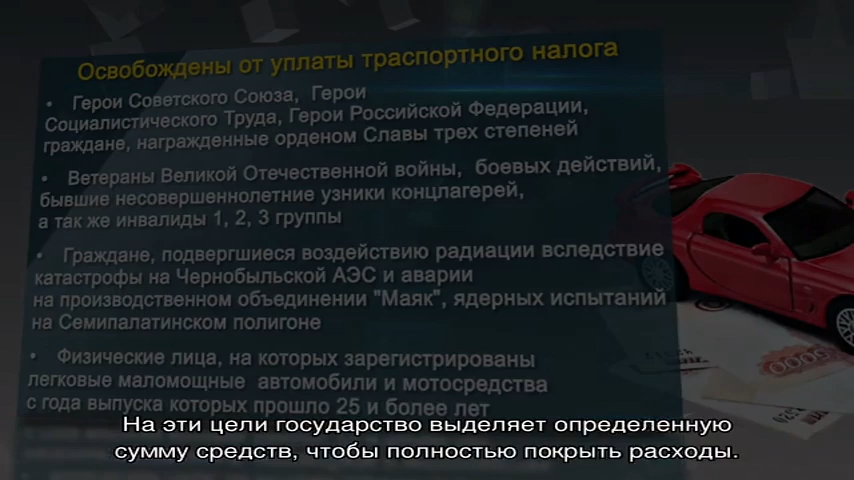 Освобождены от уплаты траспортного налога
• Герои Советского Союза, Герои
Социалистического Труда, Герои Российской Федерации,
граждане, награжденные орденом Славы трех степеней
• Ветераны Великой Отечественной войны, боевых действий,
бывшие несовершеннолетние узники концлагерей,
а так же инвалиды 1, 2, 3 группы
• Граждане, подвергшиеся воздействию радиации вследствие
катастрофы на Чернобыльской АЭС и аварии
на производственном объединении "Маяк", ядерных испытаний
на Семипалатинском полигоне
• Физические лица, на которых зарегистрированы
легковые маломощные автомобили и мотосредства
с года выпуска которых прошло 25 и более лет
На эти цели государство выделяет определенную
сумму средств, чтобы полностью покрыть расходы.
5000